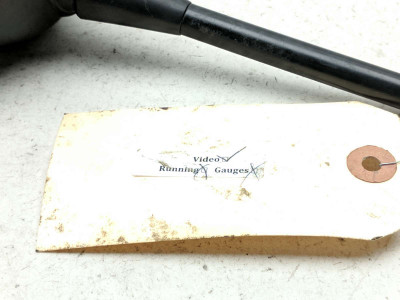 Video ✓
Running X Gauges X